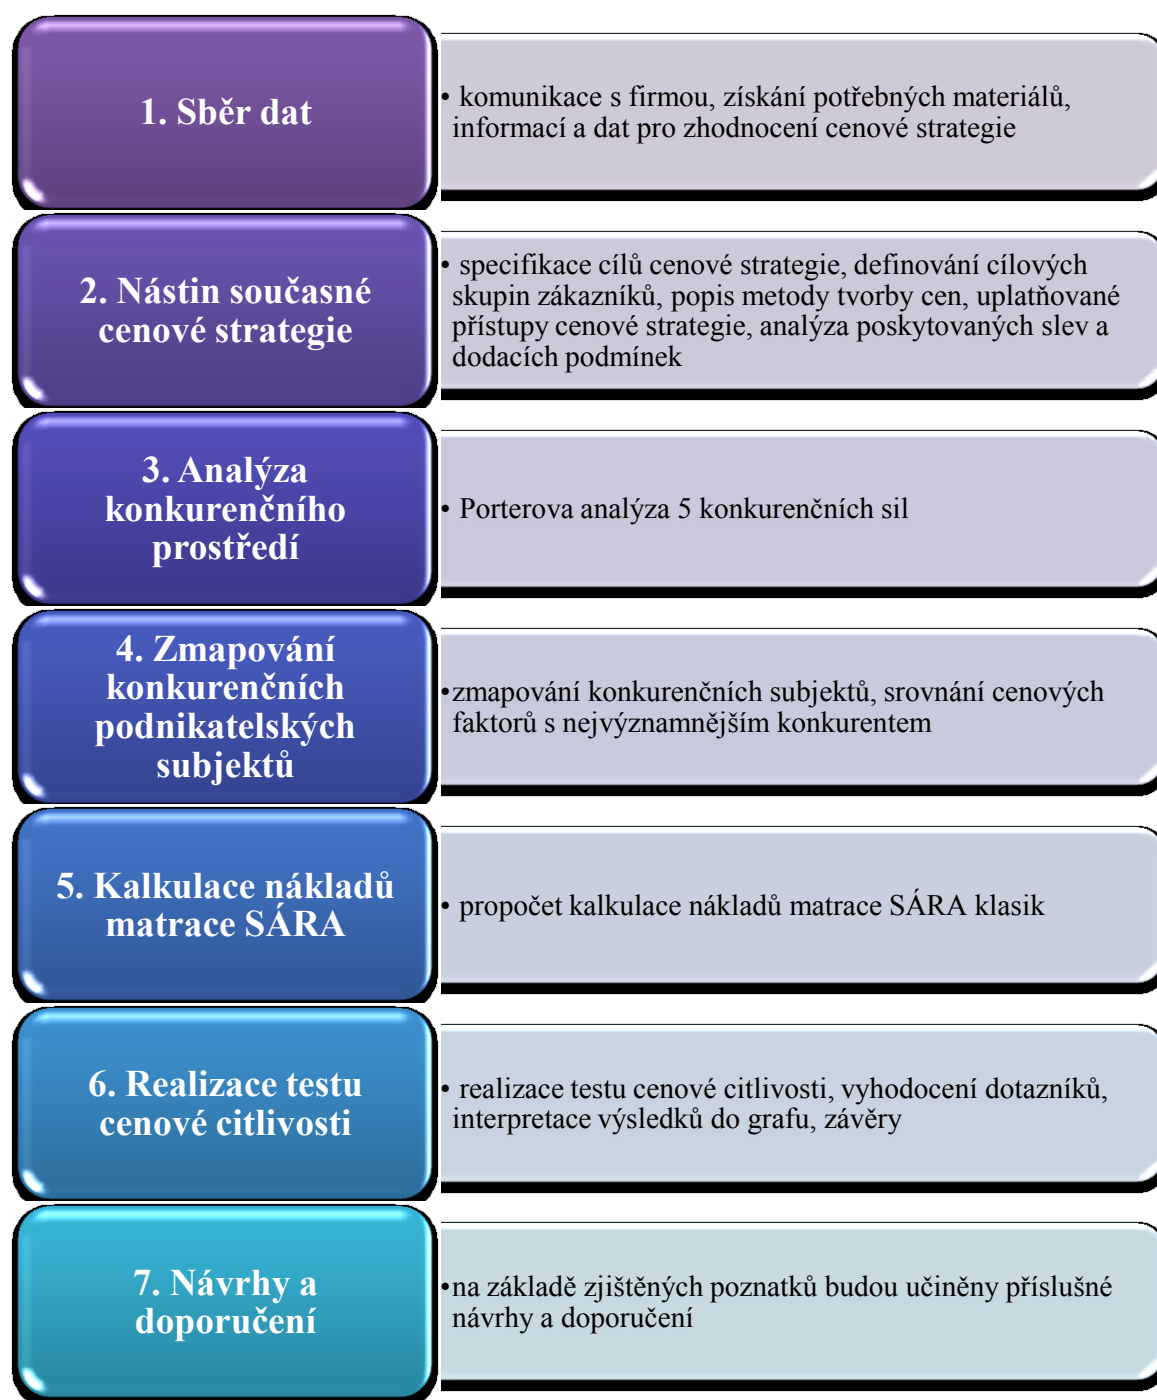 1. Sběr dat
• komunikace s firmou, získání potřebných materiálů,
informací a dat pro zhodnocení cenové strategie
2. Nástin současné
cenové strategie
• specifikace cílů cenové strategie, definování cílových
skupin zákazníků, popis metody tvorby cen, uplatňované
přístupy cenové strategie, analýza poskytovaných slev a
dodacích podmínek
3. Analýza
konkurenčního
prostředí
• Porterova analýza 5 konkurenčních sil
4. Zmapování
konkurenčních
podnikatelských
subjektů
•zmapování konkurenčních subjektů, srovnání cenových
faktorů s nejvýznamnějším konkurentem
5. Kalkulace nákladů
matrace SÁRA
• propočet kalkulace nákladů matrace SÁRA klasik
6. Realizace testu
cenové citlivosti
• realizace testu cenové citlivosti, vyhodocení dotazníků,
interpretace výsledků do grafu, závěry
7. Návrhy a
doporučení
•na základě zjištěných poznatků budou učiněny příslušné
návrhy a doporučení